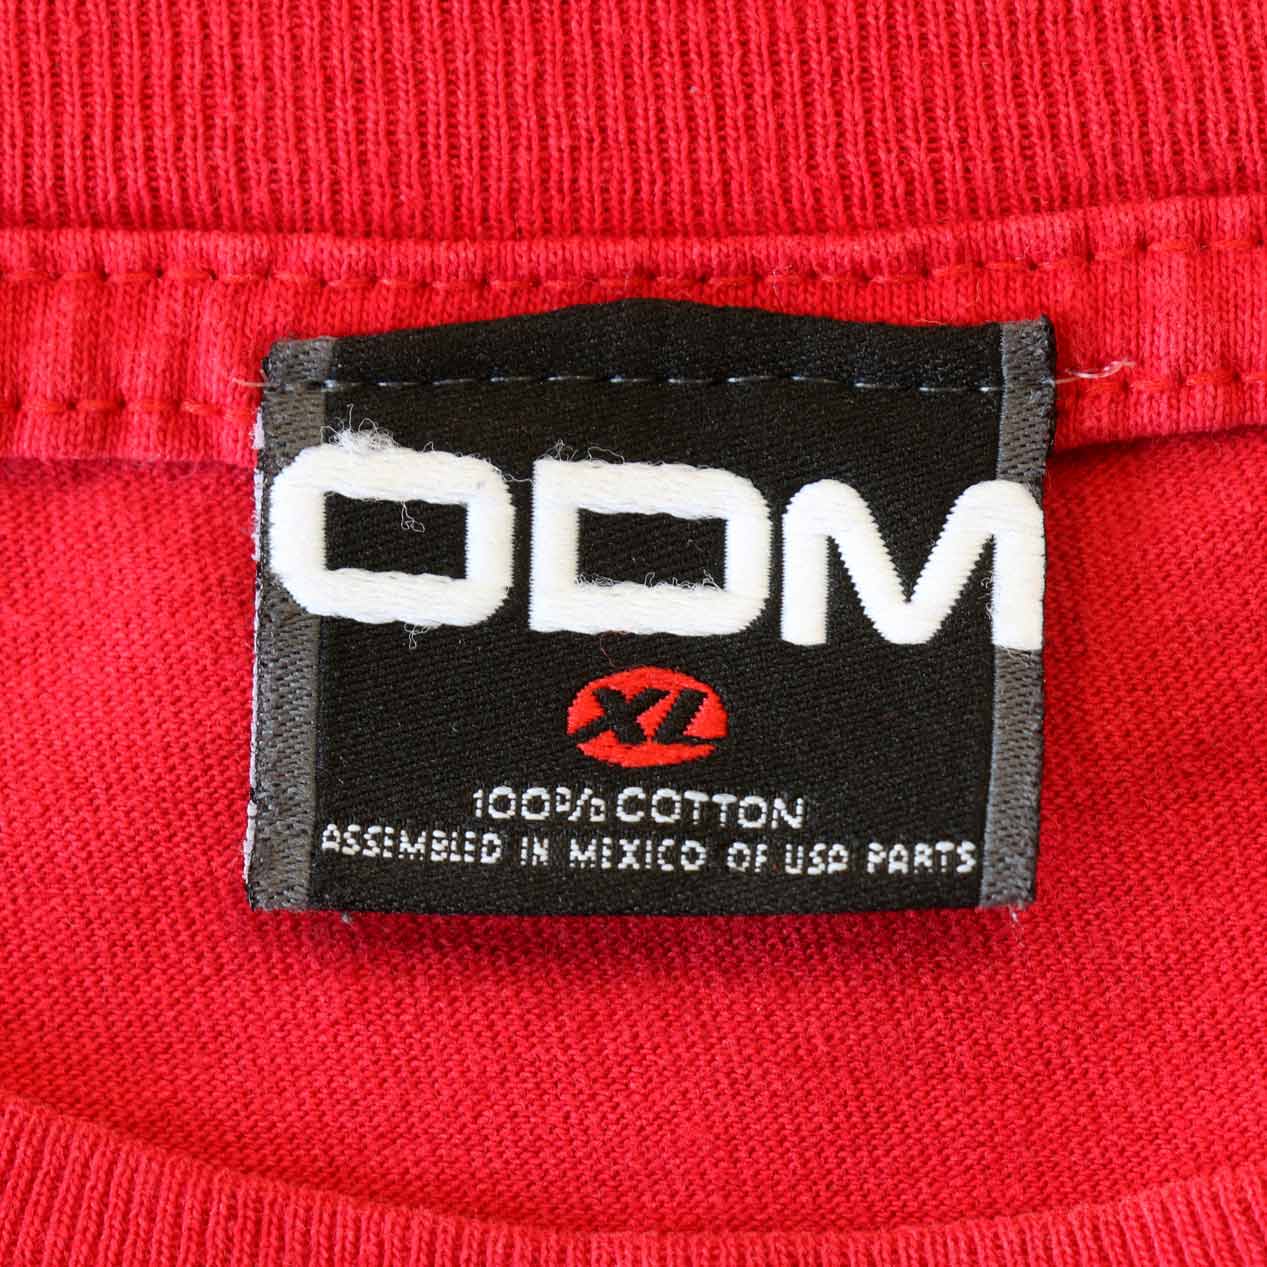 ODM
XL
100% COTTON
ASSEMBLED IN MEXICO OF USA PARTS